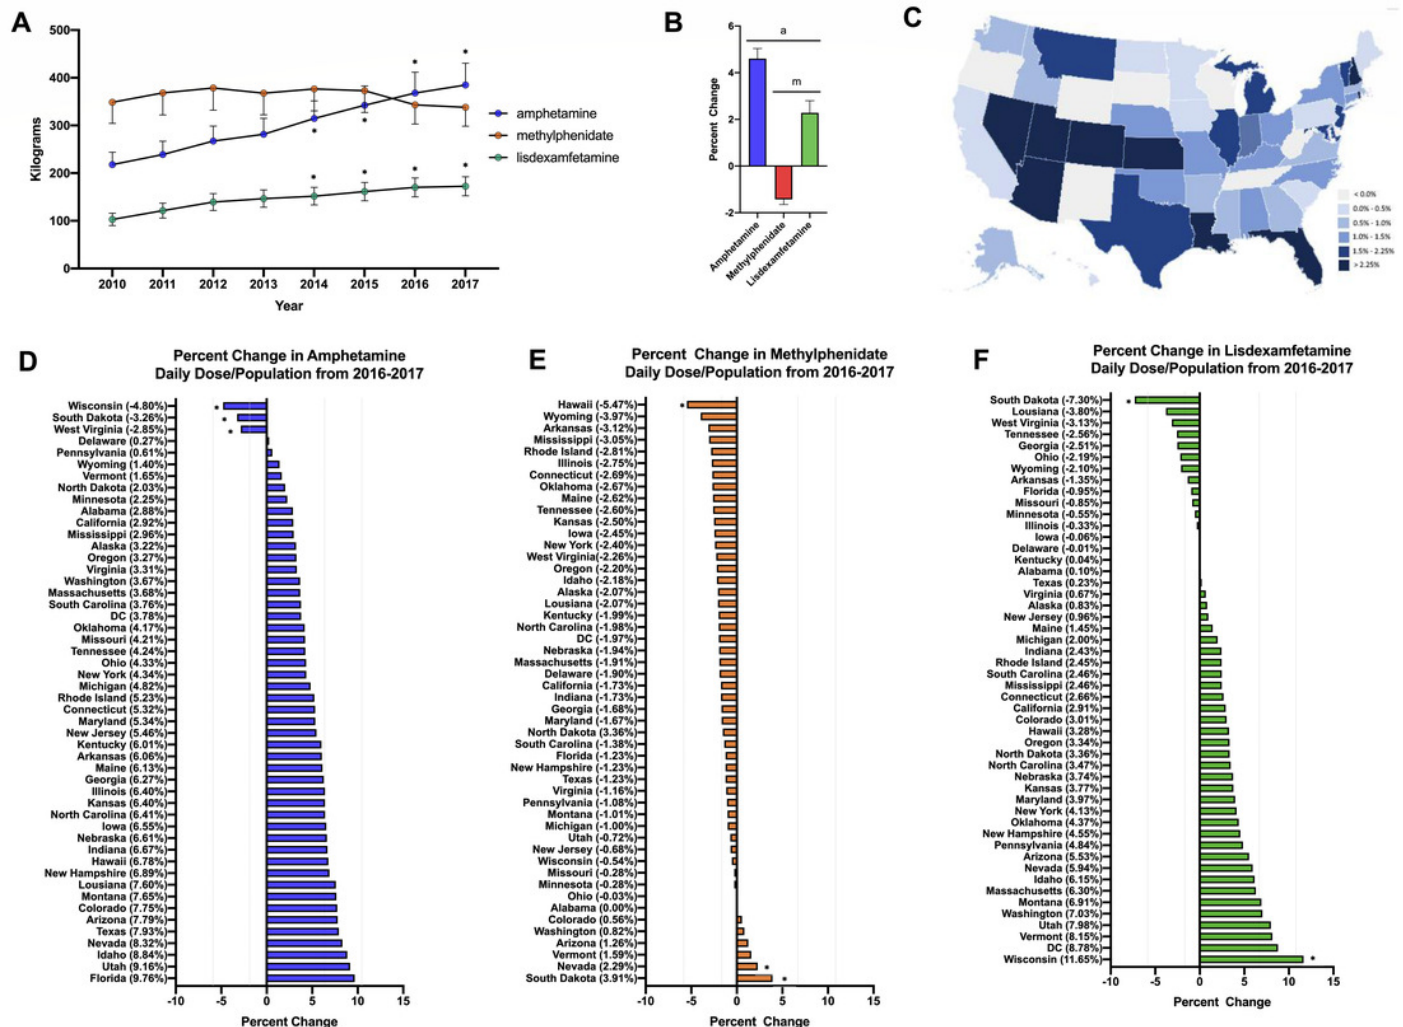 A
500
400
300
200
100
0
Kilograms
2010 2011 2012 2013 2014 2015 2016 2017
Year
amphetamine
methylphenidate
lisdexamfetamine
* * * * * * *
B
6
4
2
0
-2
Percent Change
a
m
Amphetamine
Methylphenidate
Lisdexamfetamine
C
< 0.0%
0.0% - 0.5%
0.5% - 1.0%
1.0% - 1.5%
1.5% - 2.25%
> 2.25%
D
Percent Change in Amphetamine
Daily Dose/Population from 2016-2017
Wisconsin (-4.80%) *
South Dakota (-3.26%) *
West Virginia (-2.85%) *
Delaware (0.27%)
Pennsylvania (0.61%)
Wyoming (1.40%)
Vermont (1.65%)
North Dakota (2.03%)
Minnesota (2.25%)
Alabama (2.88%)
California (2.92%)
Mississippi (2.96%)
Alaska (3.22%)
Oregon (3.27%)
Virginia (3.31%)
Washington (3.67%)
Massachusetts (3.68%)
South Carolina (3.76%)
DC (3.78%)
Oklahoma (4.17%)
Missouri (4.21%)
Tennessee (4.24%)
Ohio (4.33%)
New York (4.34%)
Michigan (4.82%)
Rhode Island (5.23%)
Connecticut (5.32%)
Maryland (5.34%)
New Jersey (5.46%)
Kentucky (6.01%)
Arkansas (6.06%)
Maine (6.13%)
Georgia (6.27%)
Illinois (6.40%)
Kansas (6.40%)
North Carolina (6.41%)
Iowa (6.55%)
Nebraska (6.61%)
Indiana (6.67%)
Hawaii (6.78%)
New Hampshire (6.89%)
Lousiana (7.60%)
Montana (7.65%)
Colorado (7.75%)
Arizona (7.79%)
Texas (7.93%)
Nevada (8.32%)
Idaho (8.84%)
Utah (9.16%)
Florida (9.76%)
-10 -5 0 5 10 15
Percent Change
E
Percent Change in Methylphenidate
Daily Dose/Population from 2016-2017
Hawaii (-5.47%) *
Wyoming (-3.97%)
Arkansas (-3.12%)
Mississippi (-3.05%)
Rhode Island (-2.81%)
Illinois (-2.75%)
Connecticut (-2.69%)
Oklahoma (-2.67%)
Maine (-2.62%)
Tennessee (-2.60%)
Kansas (-2.50%)
Iowa (-2.45%)
New York (-2.40%)
West Virginia(-2.26%)
Oregon (-2.20%)
Idaho (-2.18%)
Alaska (-2.07%)
Lousiana (-2.07%)
Kentucky (-1.99%)
North Carolina (-1.98%)
DC (-1.97%)
Nebraska (-1.94%)
Massachusetts (-1.91%)
Delaware (-1.90%)
California (-1.73%)
Indiana (-1.73%)
Georgia (-1.68%)
Maryland (-1.67%)
North Dakota (3.36%)
South Carolina (-1.38%)
Florida (-1.23%)
New Hampshire (-1.23%)
Texas (-1.23%)
Virginia (-1.16%)
Pennsylvania (-1.08%)
Montana (-1.01%)
Michigan (-1.00%)
Utah (-0.72%)
New Jersey (-0.68%)
Wisconsin (-0.54%)
Missouri (-0.28%)
Minnesota (-0.28%)
Ohio (-0.03%)
Alabama (0.00%)
Colorado (0.56%)
Washington (0.82%)
Arizona (1.26%)
Vermont (1.59%)
Nevada (2.29%) *
South Dakota (3.91%) *
-10 -5 0 5 10 15
Percent Change
F
Percent Change in Lisdexamfetamine
Daily Dose/Population from 2016-2017
South Dakota (-7.30%) *
Lousiana (-3.80%)
West Virginia (-3.13%)
Tennessee (-2.56%)
Georgia (-2.51%)
Ohio (-2.19%)
Wyoming (-2.10%)
Arkansas (-1.35%)
Florida (-0.95%)
Missouri (-0.85%)
Minnesota (-0.55%)
Illinois (-0.33%)
Iowa (-0.06%)
Delaware (-0.01%)
Kentucky (0.04%)
Alabama (0.10%)
Texas (0.23%)
Virginia (0.67%)
Alaska (0.83%)
New Jersey (0.96%)
Maine (1.45%)
Michigan (2.00%)
Indiana (2.43%)
Rhode Island (2.45%)
South Carolina (2.46%)
Mississippi (2.46%)
Connecticut (2.66%)
California (2.91%)
Colorado (3.01%)
Hawaii (3.28%)
Oregon (3.34%)
North Dakota (3.36%)
North Carolina (3.47%)
Nebraska (3.74%)
Kansas (3.77%)
Maryland (3.97%)
New York (4.13%)
Oklahoma (4.37%)
New Hampshire (4.55%)
Pennsylvania (4.84%)
Arizona (5.53%)
Nevada (5.94%)
Idaho (6.15%)
Massachusetts (6.30%)
Montana (6.91%)
Washington (7.03%)
Utah (7.98%)
Vermont (8.15%)
DC (8.78%)
Wisconsin (11.65%) *
-10 -5 0 5 10 15
Percent Change